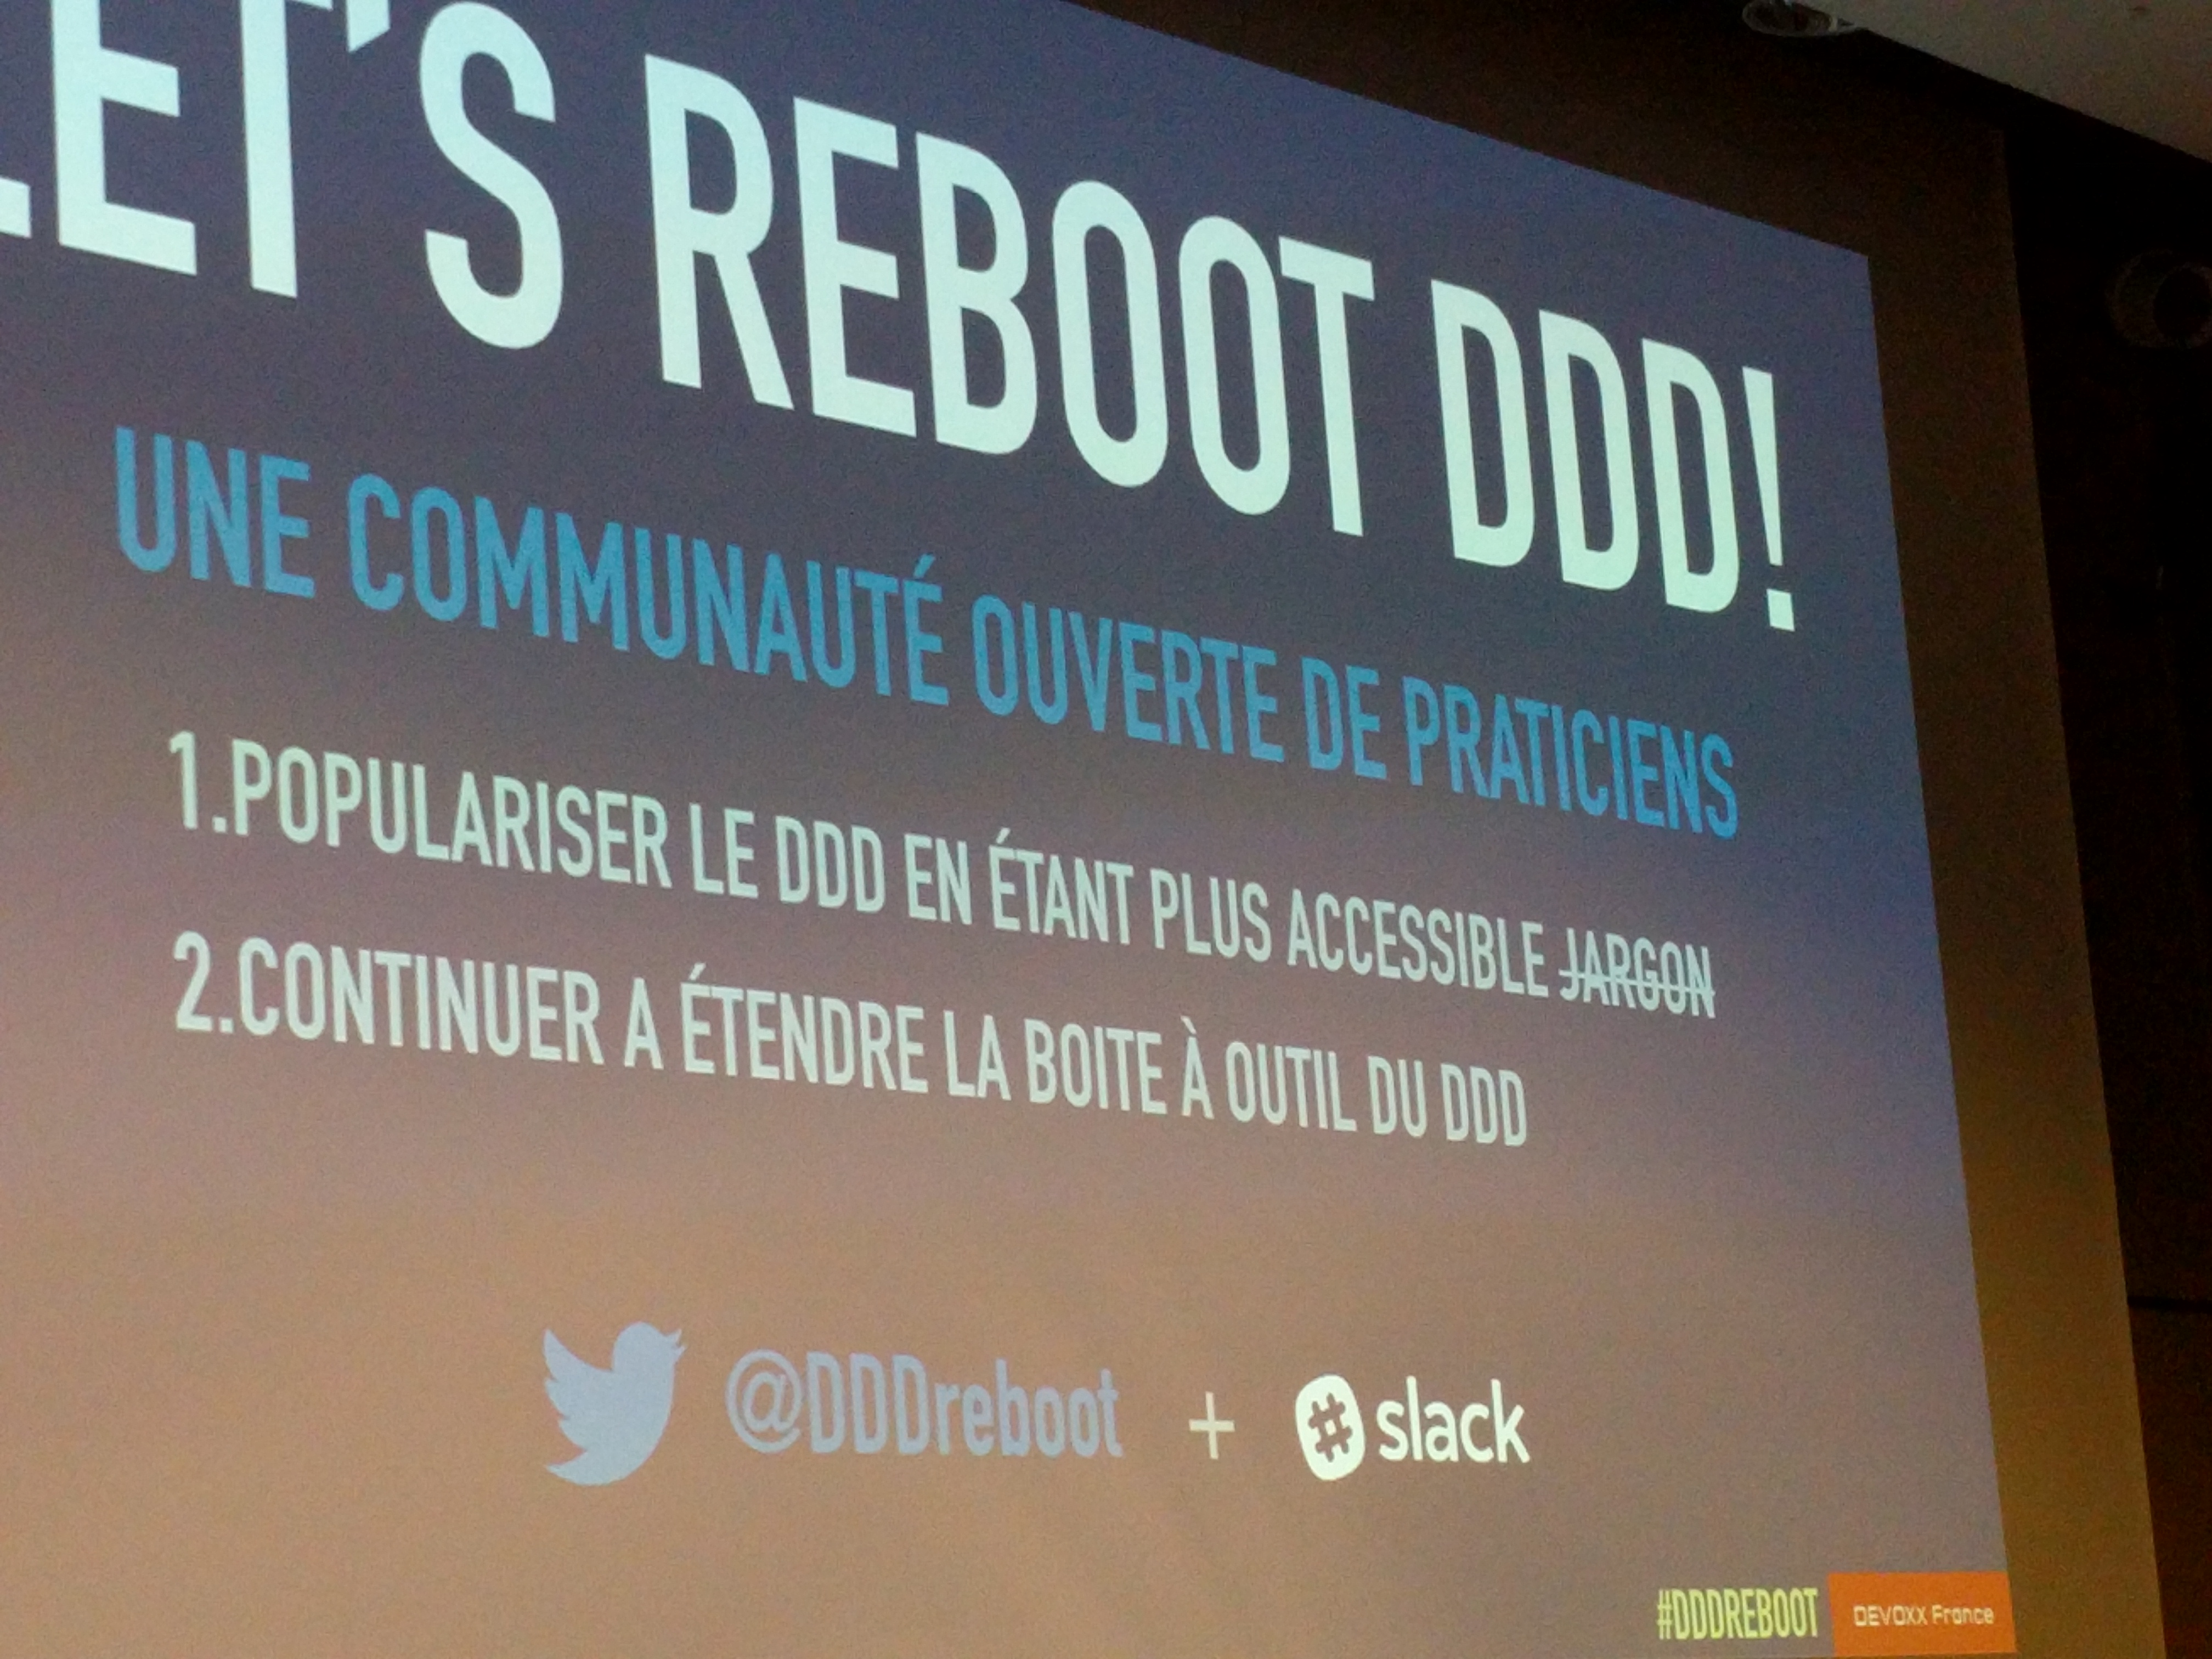 LET'S REBOOT DDD!
UNE COMMUNAUTÉ OUVERTE DE PRATICIENS
1.POPULARISER LE DDD EN ÉTANT PLUS ACCESSIBLE JARGON
2.CONTINUER A ÉTENDRE LA BOITE À OUTIL DU DDD
@DDDreboot + slack
#DDDREBOOT DEVOXX France